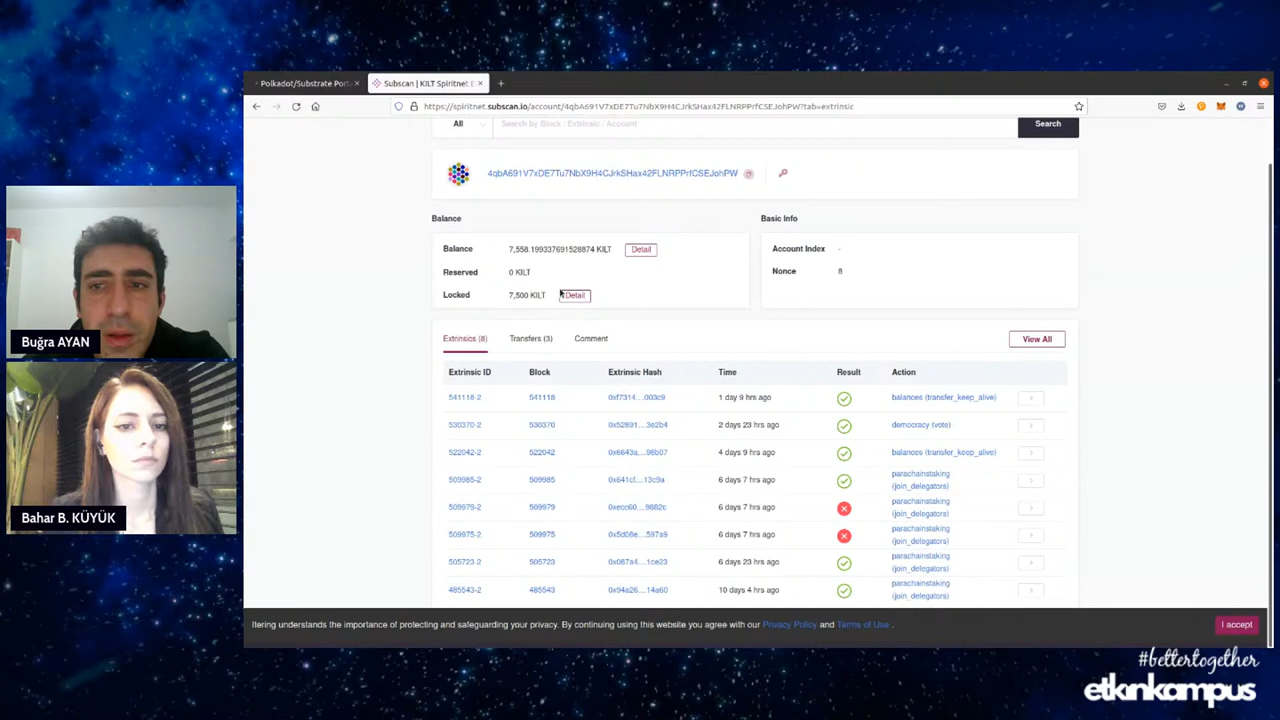 Polkadot/Substrate Port
Subscan | KILT Spiritnet E
https://spiritnet.subscan.io/account/4qbA691V7xDE7Tu7NbX9H4CJrkSHax42FLNRPPrfCSEJohPW?tab=extrinsic
All
Search by Block / Extrinsic / Account
Search
4qbA691V7xDE7Tu7NbX9H4CJrkSHax42FLNRPPrfCSEJohPW
Balance
Basic Info
Balance 7,558.199337691528874 KILT Detail
Account Index -
Reserved 0 KILT
Nonce 8
Locked 7,500 KILT Detail
Extrinsics (8) Transfers (3) Comment View All
Extrinsic ID Block Extrinsic Hash Time Result Action
541118-2 541118 0xf7314....003c9 1 day 9 hrs ago balances (transfer_keep_alive)
530370-2 530370 0x52891....3e2b4 2 days 23 hrs ago democracy (vote)
522042-2 522042 0x6643a....96b07 4 days 9 hrs ago balances (transfer_keep_alive)
509985-2 509985 0x641cf....13c9a 6 days 7 hrs ago parachainstaking
(join_delegators)
509979-2 509979 0xecc60....9882c 6 days 7 hrs ago parachainstaking
(join_delegators)
509975-2 509975 0x5d08e....597a9 6 days 7 hrs ago parachainstaking
(join_delegators)
505723-2 505723 0x087a4....1ce23 6 days 23 hrs ago parachainstaking
(join_delegators)
485543-2 485543 0x94a26....14a60 10 days 4 hrs ago parachainstaking
(join_delegators)
Itering understands the importance of protecting and safeguarding your privacy. By continuing using this website you agree with our Privacy Policy and Terms of Use . I accept
Buğra AYAN
Bahar B. KÜYÜK
#bettertogether
etkinkampus